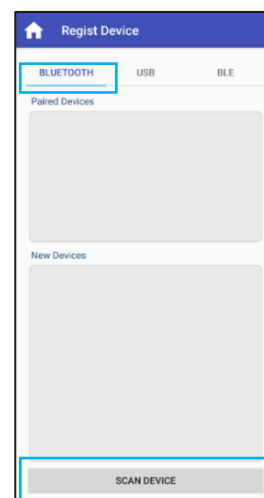 Regist Device
BLUETOOTH USB BLE
Paired Devices
New Devices
SCAN DEVICE